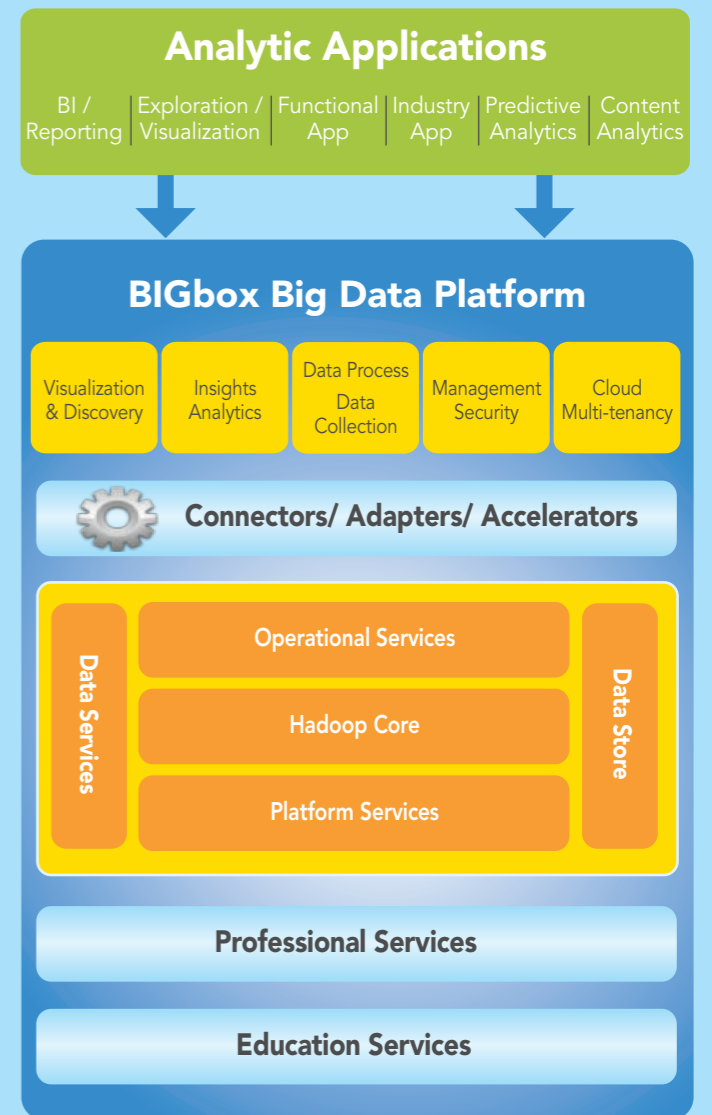 Analytic Applications
BI /
Reporting
Exploration /
Visualization
Functional
App
Industry
App
Predictive
Analytics
Content
Analytics
BIGbox Big Data Platform
Visualization
& Discovery
Insights
Analytics
Data Process
Data
Collection
Management
Security
Cloud
Multi-tenancy
Connectors/ Adapters/ Accelerators
Data Services
Operational Services
Hadoop Core
Platform Services
Data Store
Professional Services
Education Services